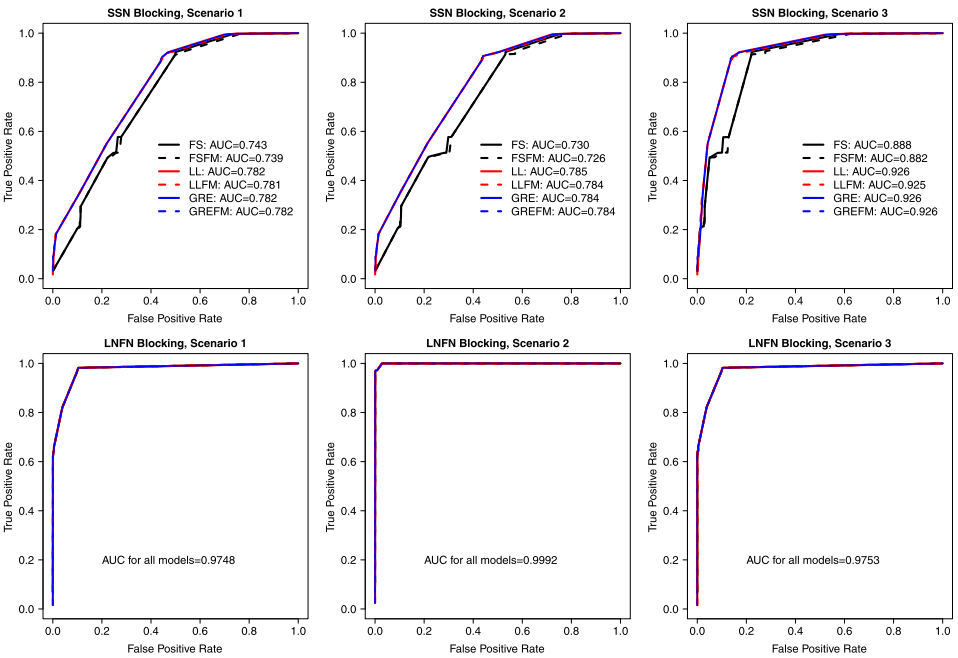 SSN Blocking, Scenario 1
True Positive Rate
1.0
0.8
0.6
0.4
0.2
0.0
FS: AUC=0.743
FSFM: AUC=0.739
LL: AUC=0.782
LLFM: AUC=0.781
GRE: AUC=0.782
GREFM: AUC=0.782
0.0 0.2 0.4 0.6 0.8 1.0
False Positive Rate
SSN Blocking, Scenario 2
True Positive Rate
1.0
0.8
0.6
0.4
0.2
0.0
FS: AUC=0.730
FSFM: AUC=0.726
LL: AUC=0.785
LLFM: AUC=0.784
GRE: AUC=0.784
GREFM: AUC=0.784
0.0 0.2 0.4 0.6 0.8 1.0
False Positive Rate
SSN Blocking, Scenario 3
True Positive Rate
1.0
0.8
0.6
0.4
0.2
0.0
FS: AUC=0.888
FSFM: AUC=0.882
LL: AUC=0.926
LLFM: AUC=0.925
GRE: AUC=0.926
GREFM: AUC=0.926
0.0 0.2 0.4 0.6 0.8 1.0
False Positive Rate
LNFN Blocking, Scenario 1
True Positive Rate
1.0
0.8
0.6
0.4
0.2
0.0
AUC for all models=0.9748
0.0 0.2 0.4 0.6 0.8 1.0
False Positive Rate
LNFN Blocking, Scenario 2
True Positive Rate
1.0
0.8
0.6
0.4
0.2
0.0
AUC for all models=0.9992
0.0 0.2 0.4 0.6 0.8 1.0
False Positive Rate
LNFN Blocking, Scenario 3
True Positive Rate
1.0
0.8
0.6
0.4
0.2
0.0
AUC for all models=0.9753
0.0 0.2 0.4 0.6 0.8 1.0
False Positive Rate